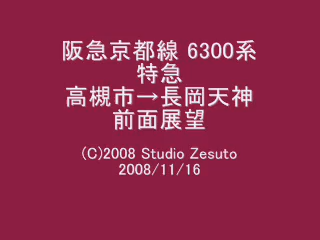 阪急京都線 6300系
特急
高槻市→長岡天神
前面展望
(C)2008 Studio Zesuto
2008/11/16